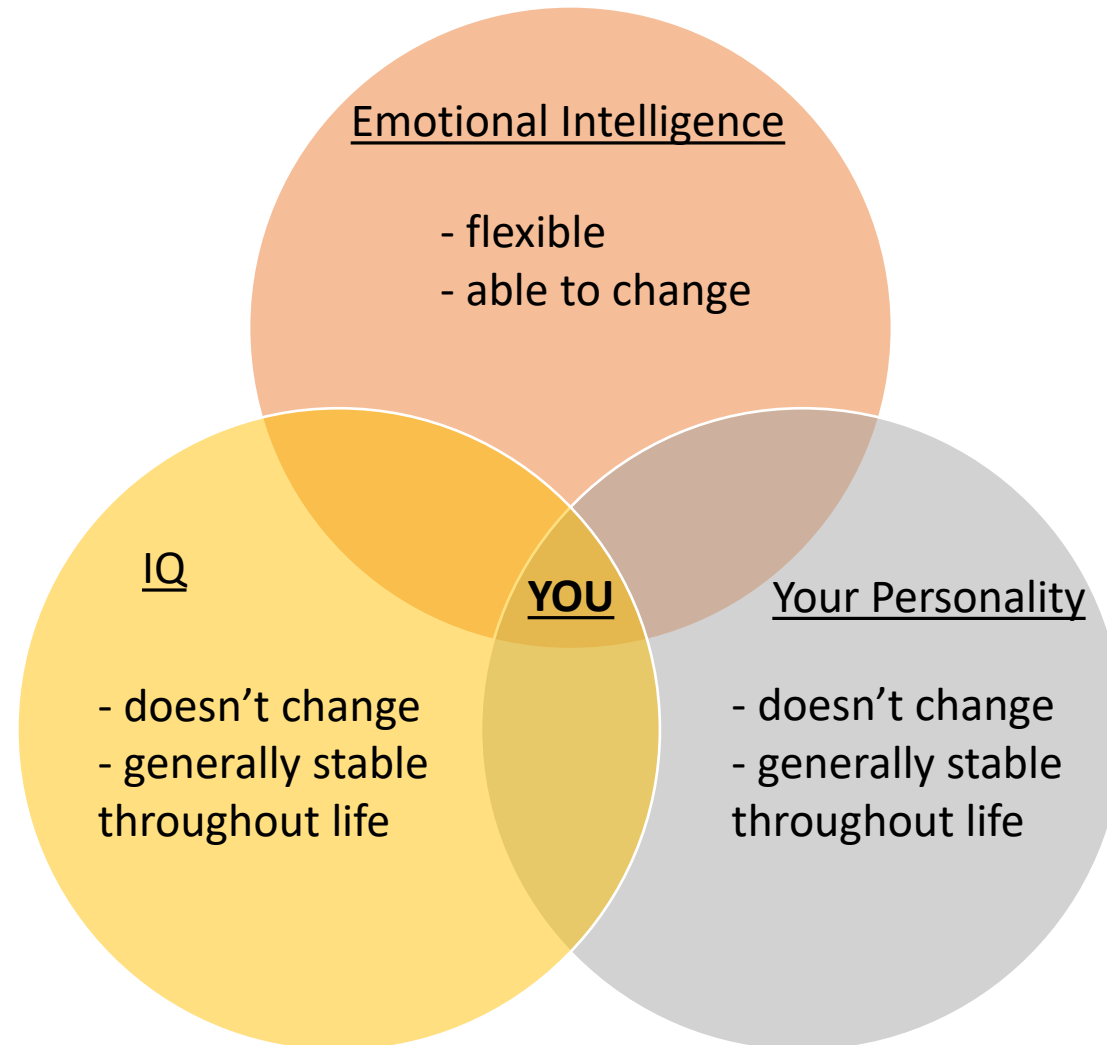 Emotional Intelligence
- flexible
- able to change
IQ
- doesn’t change
- generally stable
throughout life
YOU
Your Personality
- doesn’t change
- generally stable
throughout life